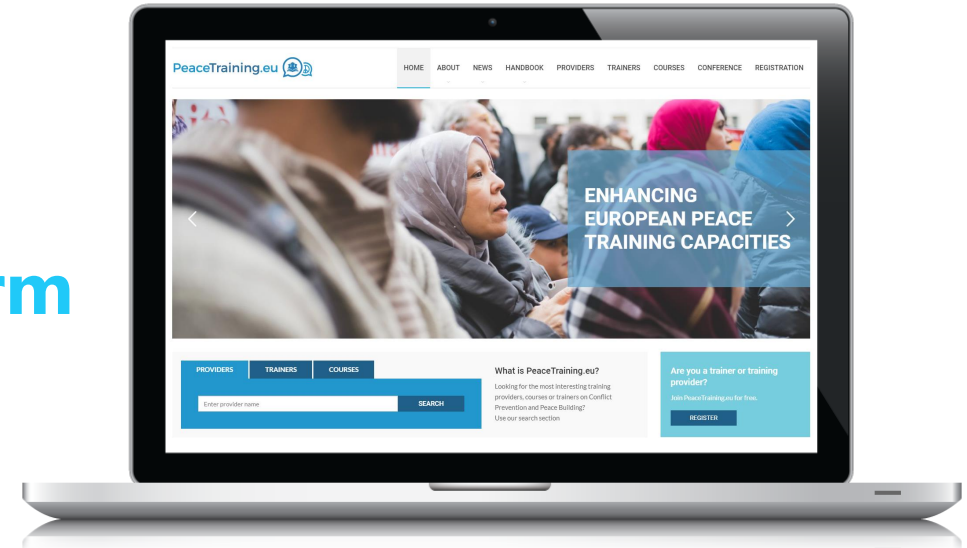 rm
PeaceTraining.eu
HOME ABOUT NEWS HANDBOOK PROVIDERS TRAINERS COURSES CONFERENCE REGISTRATION
ENHANCING
EUROPEAN PEACE
TRAINING CAPACITIES
PROVIDERS TRAINERS COURSES
Enter provider name
SEARCH
What is PeaceTraining.eu?
Looking for the most interesting training
providers, courses or trainers on Conflict
Prevention and Peace Building?
Use our search section
Are you a trainer or training
provider?
Join PeaceTraining.eu for free.
REGISTER